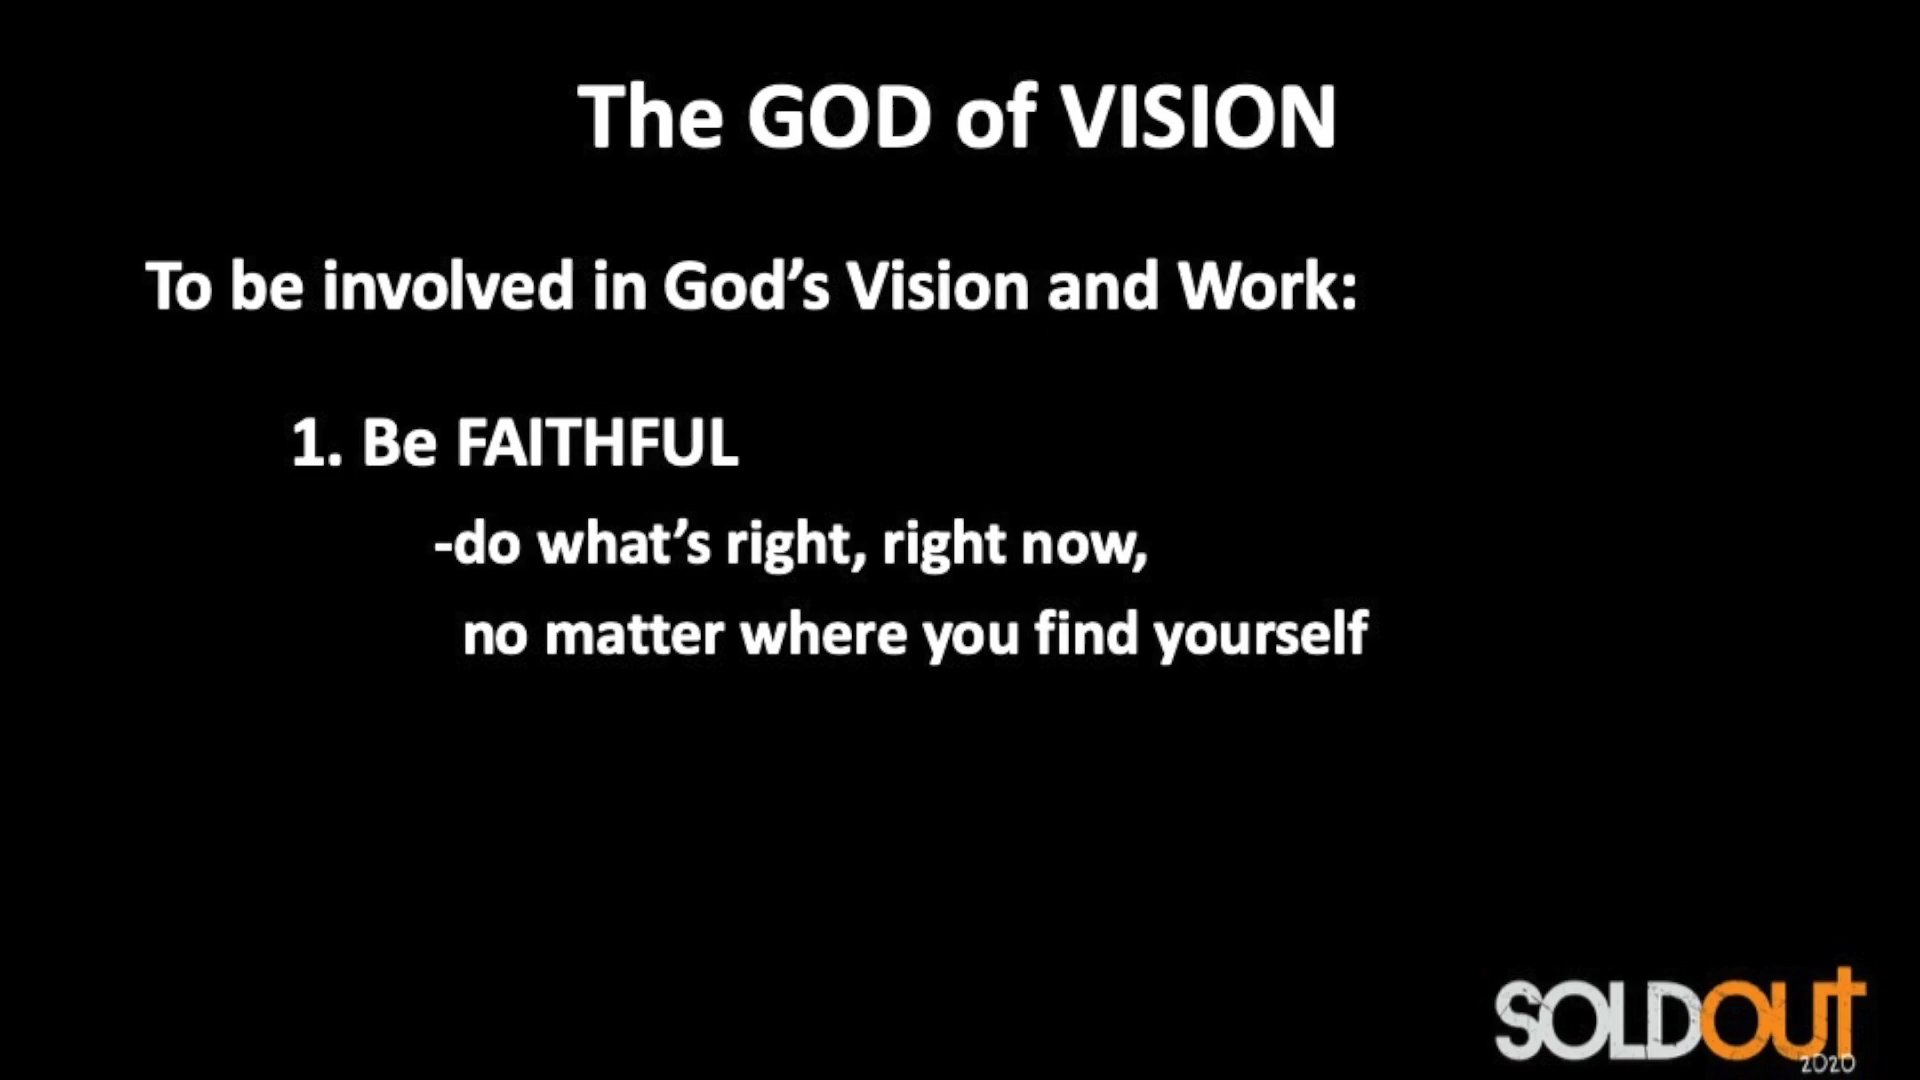 The GOD of VISION
To be involved in God’s Vision and Work:
1. Be FAITHFUL
-do what’s right, right now,
no matter where you find yourself
SOLDOUT
2020